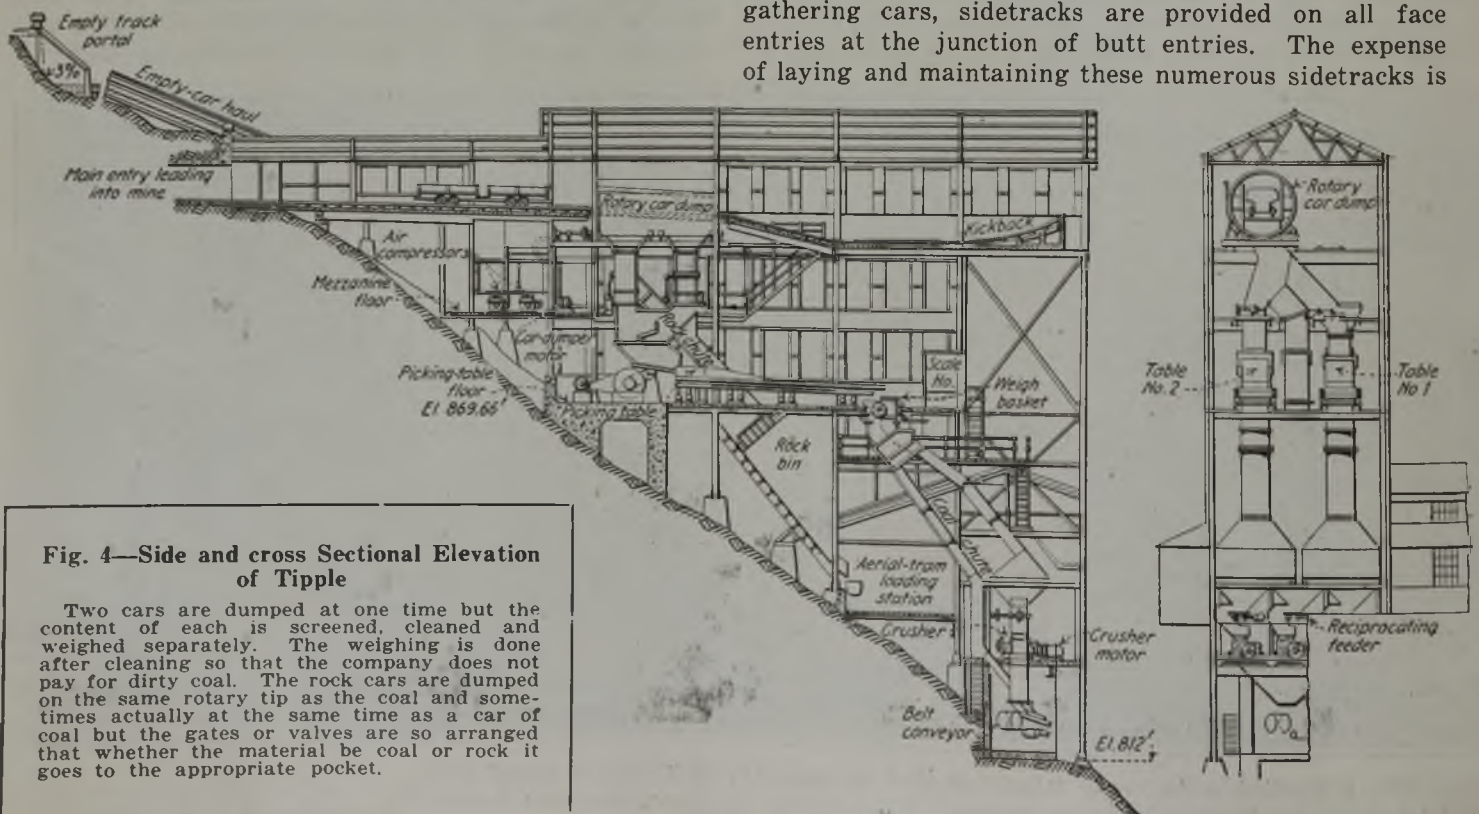 gathering cars, sidetracks are provided on all face
entries at the junction of butt entries. The expense
of laying and maintaining these numerous sidetracks is
Empty track
portal
3%
Empty-car haul
Main entry leading
into mine
Rotary car dump
Kickback
Air
compressors
Mezzanine
floor
Car-dumper
motor
Rock chute
Picking-table
floor
El. 869.66'
Picking table
Scale
No.
Weigh
basket
Rock
bin
Coal chute
Aerial-tram
loading
station
Crusher
Crusher
motor
Belt
conveyor
El. 812'
Rotary
car dump
Table
No. 2
Table
No. 1
Reciprocating
feeder
Fig. 4—Side and cross Sectional Elevation
of Tipple
Two cars are dumped at one time but the
content of each is screened, cleaned and
weighed separately. The weighing is done
after cleaning so that the company does not
pay for dirty coal. The rock cars are dumped
on the same rotary tip as the coal and some-
times actually at the same time as a car of
coal but the gates or valves are so arranged
that whether the material be coal or rock it
goes to the appropriate pocket.